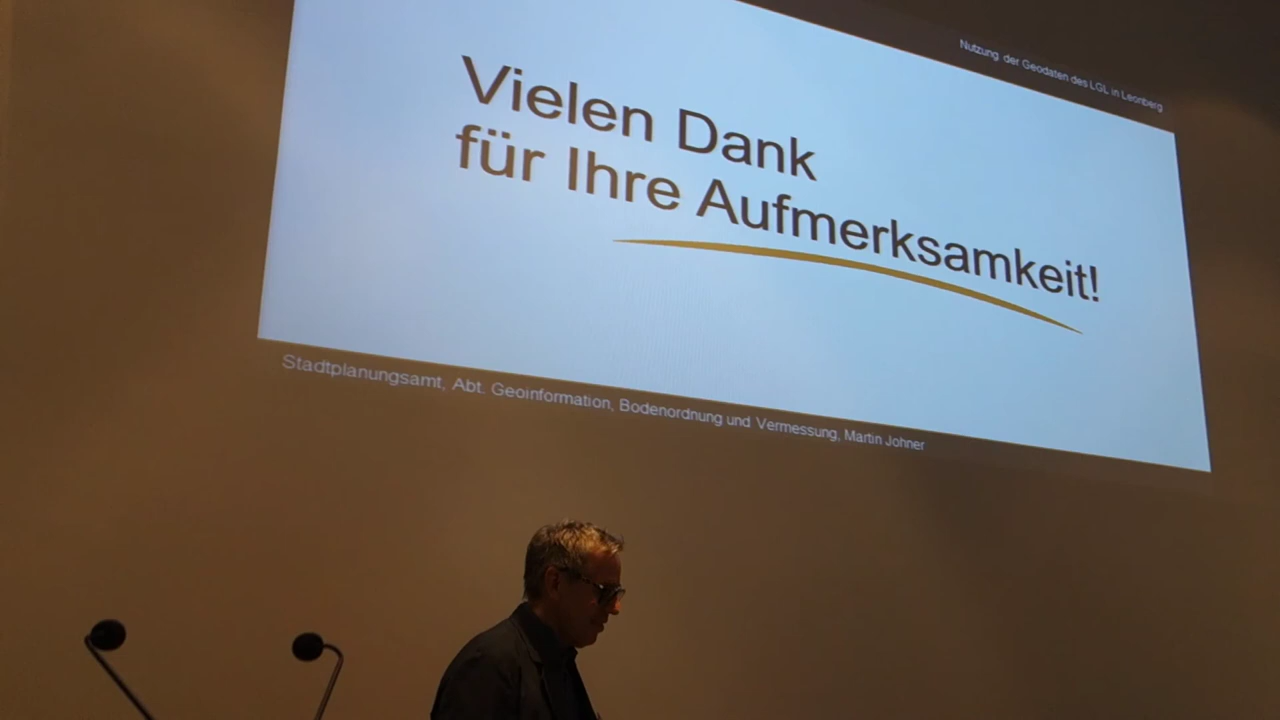 Nutzung der Geodaten des LGL in Leonberg
Vielen Dank
für Ihre Aufmerksamkeit!
Stadtplanungsamt, Abt. Geoinformation, Bodenordnung und Vermessung, Martin Johner